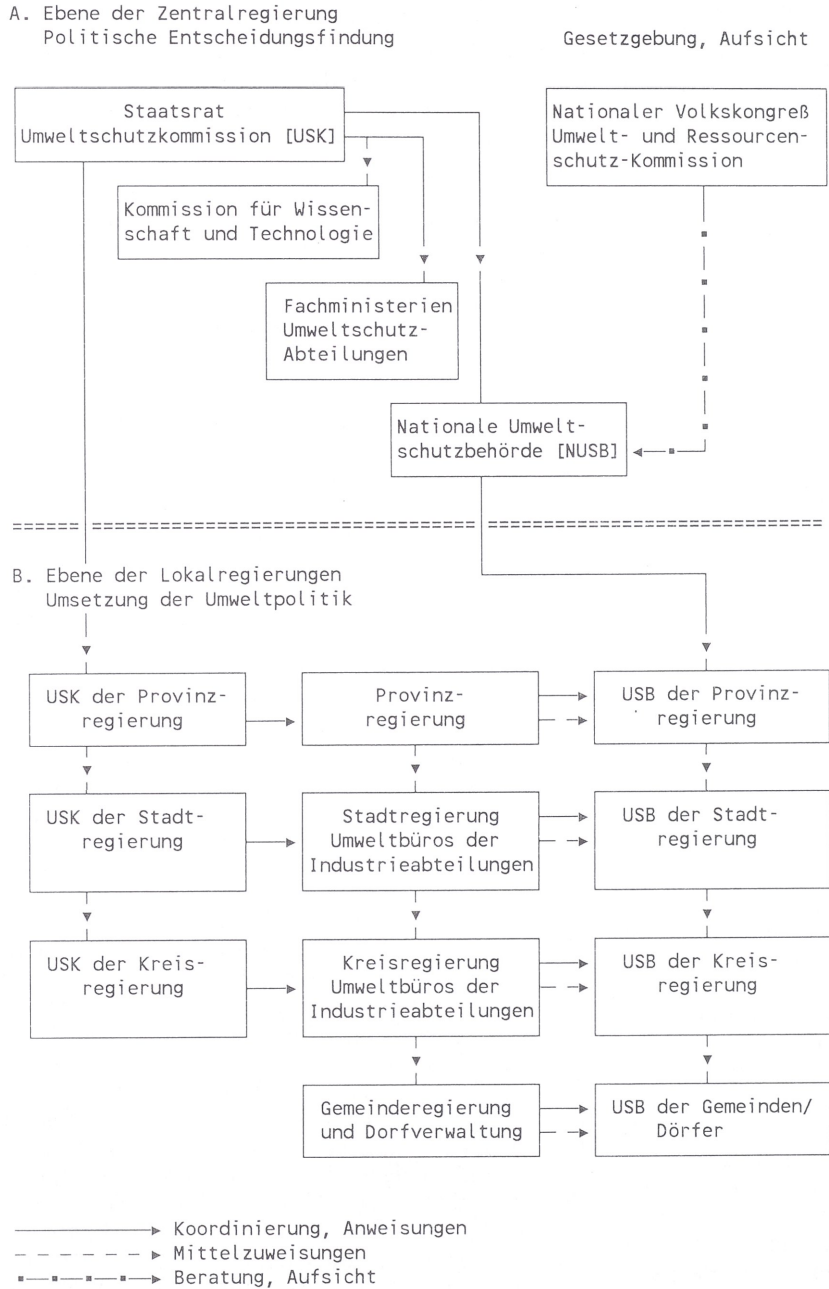 A. Ebene der Zentralregierung
Politische Entscheidungsfindung
Gesetzgebung, Aufsicht
Staatsrat
Umweltschutzkommission [USK]
Nationaler Volkskongreß
Umwelt- und Ressourcen-
schutz-Kommission
Kommission für Wissen-
schaft und Technologie
Fachministerien
Umweltschutz-
Abteilungen
Nationale Umwelt-
schutzbehörde [NUSB]
B. Ebene der Lokalregierungen
Umsetzung der Umweltpolitik
USK der Provinz-
regierung
Provinz-
regierung
USB der Provinz-
regierung
USK der Stadt-
regierung
Stadtregierung
Umweltbüros der
Industrieabteilungen
USB der Stadt-
regierung
USK der Kreis-
regierung
Kreisregierung
Umweltbüros der
Industrieabteilungen
USB der Kreis-
regierung
Gemeinderegierung
und Dorfverwaltung
USB der Gemeinden/
Dörfer
Koordinierung, Anweisungen
Mittelzuweisungen
Beratung, Aufsicht